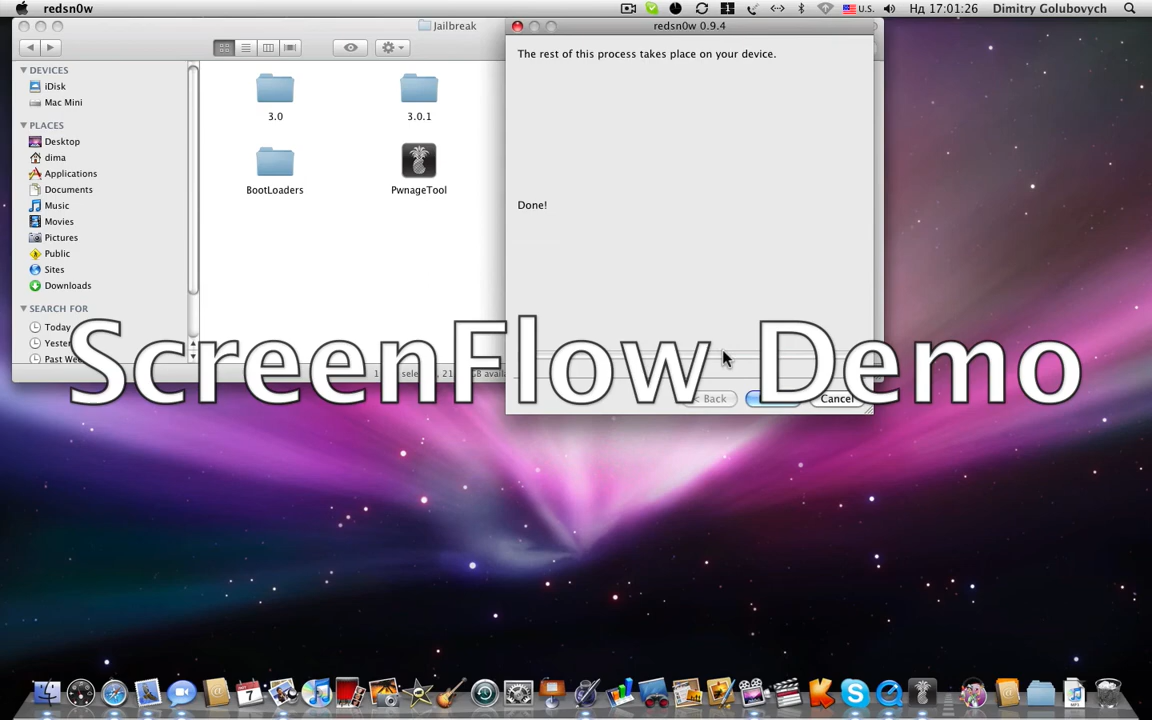 redsn0w
U.S.
Нд 17:01:26
Dimitry Golubovych
Jailbreak
redsn0w 0.9.4
DEVICES
iDisk
Mac Mini
PLACES
Desktop
dima
Applications
Documents
Music
Movies
Pictures
Public
Sites
Downloads
SEARCH FOR
Today
3.0
3.0.1
BootLoaders
PwnageTool
The rest of this process takes place on your device.
Done!
< Back
Cancel
ScreenFlow Demo
7
MP3